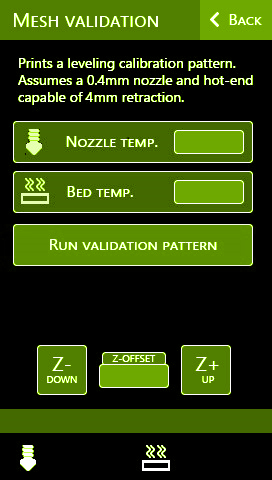 Mesh validation
Back
Prints a leveling calibration pattern.
Assumes a 0.4mm nozzle and hot-end
capable of 4mm retraction.
Nozzle temp.
Bed temp.
Run validation pattern
Z-
down
Z-offset
Z+
up